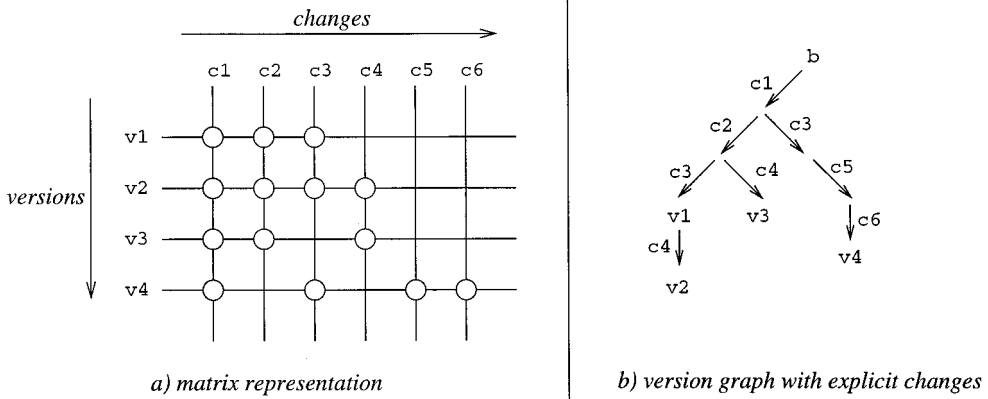 changes
c1 c2 c3 c4 c5 c6
v1
v2
versions
v3
v4
a) matrix representation
b
c1
c2 c3
c3 c4 c5
v1 v3
c4 c6
v4
v2
b) version graph with explicit changes